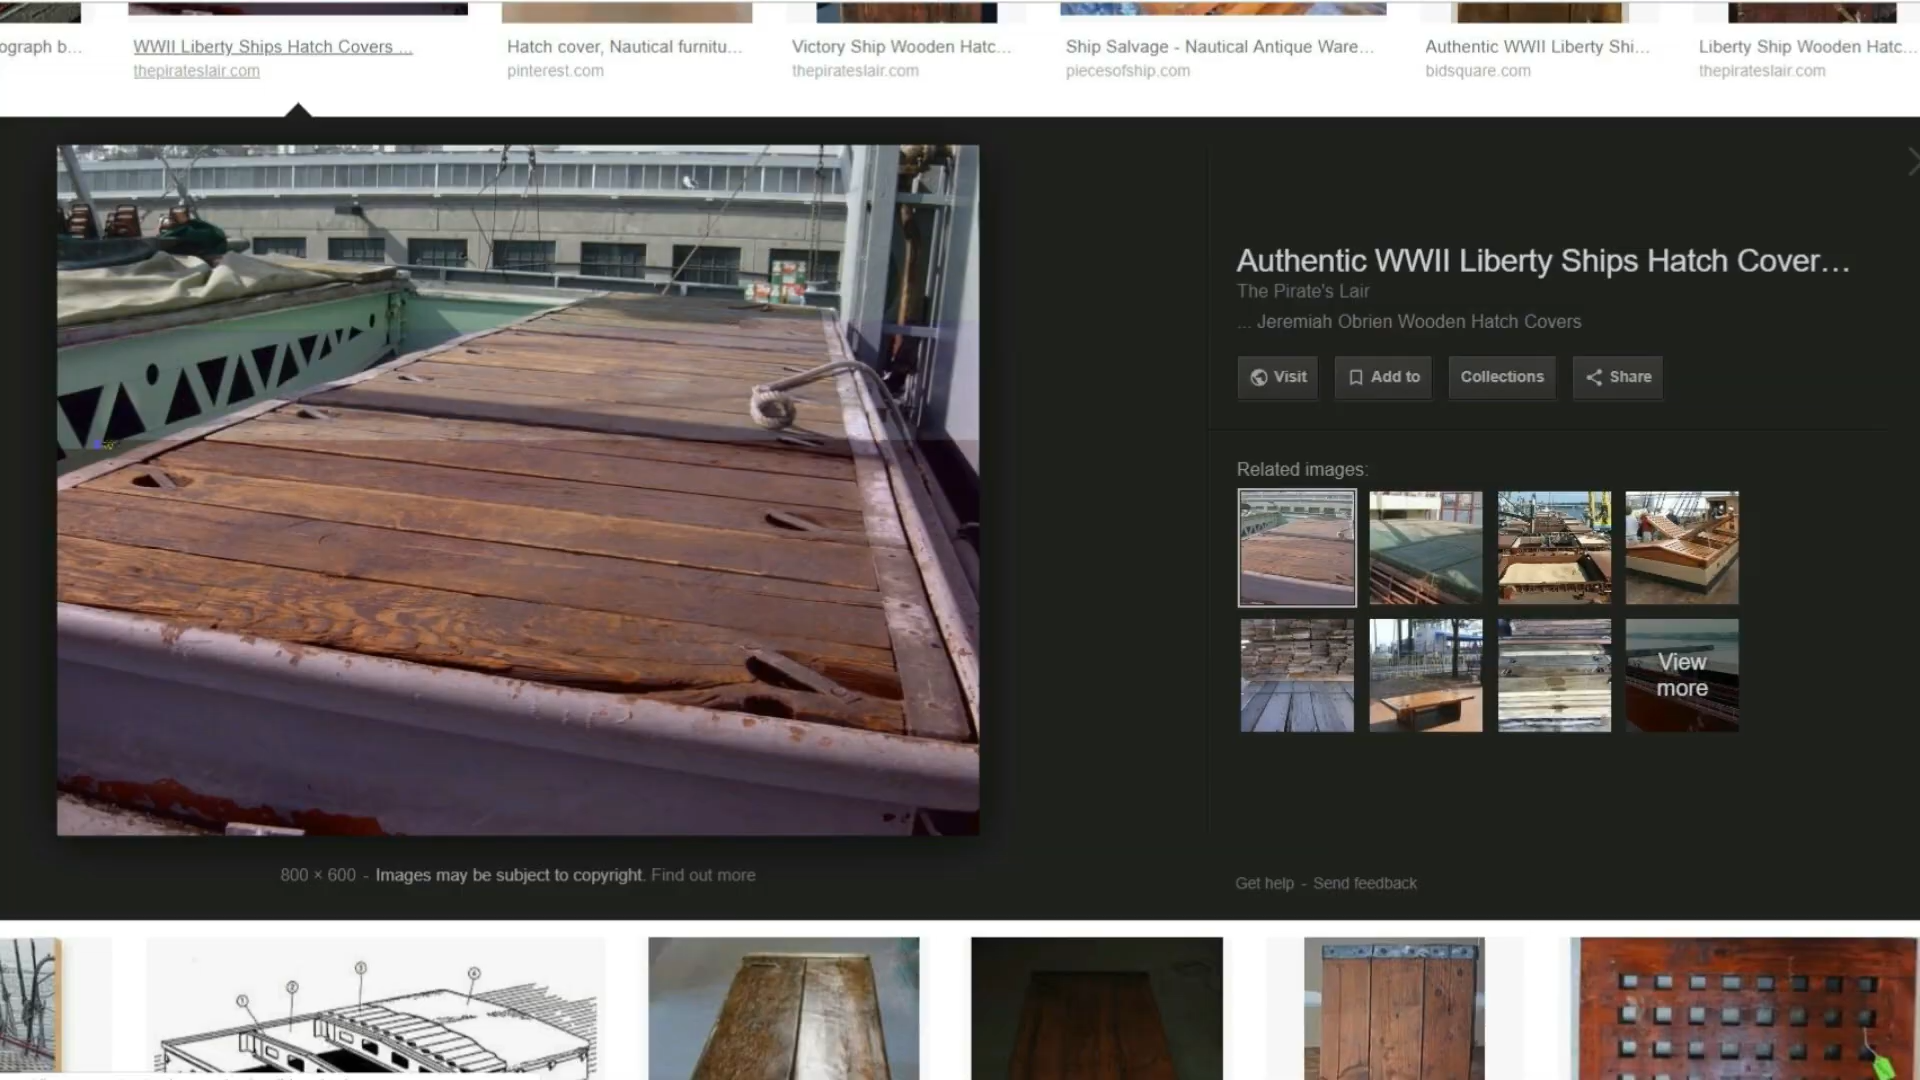 ograph b...
WWII Liberty Ships Hatch Covers ...
thepirateslair.com
Hatch cover, Nautical furnitu...
pinterest.com
Victory Ship Wooden Hatc...
thepirateslair.com
Ship Salvage - Nautical Antique Ware...
piecesofship.com
Authentic WWII Liberty Shi...
bidsquare.com
Liberty Ship Wooden Hatc...
thepirateslair.com
Authentic WWII Liberty Ships Hatch Cover...
The Pirate's Lair
... Jeremiah Obrien Wooden Hatch Covers
Visit
Add to
Collections
Share
Related images:
View
more
800 × 600 - Images may be subject to copyright. Find out more
Get help - Send feedback
1
2
3